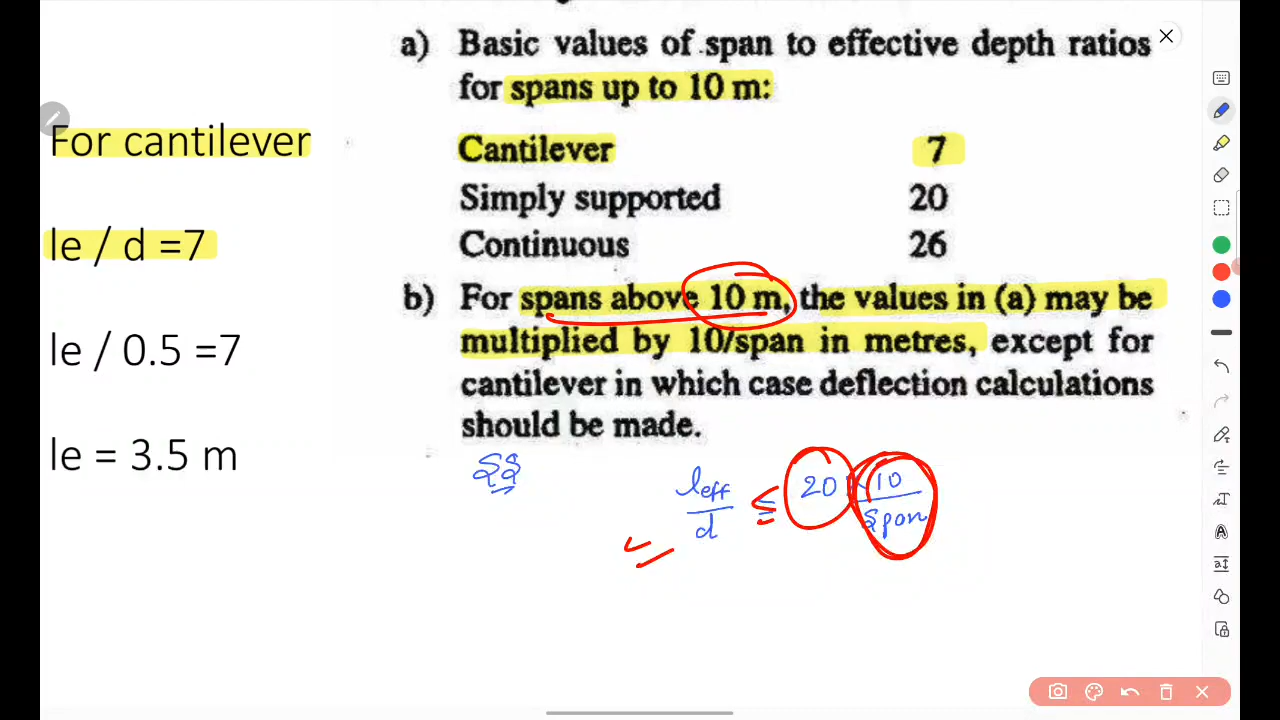 a) Basic values of span to effective depth ratios
for spans up to 10 m:
For cantilever
Cantilever 7
Simply supported 20
le / d =7
Continuous 26
b) For spans above 10 m, the values in (a) may be
multiplied by 10/span in metres, except for
le / 0.5 =7
cantilever in which case deflection calculations
should be made.
le = 3.5 m
SS
leff/d ≤ 20 × 10/Span